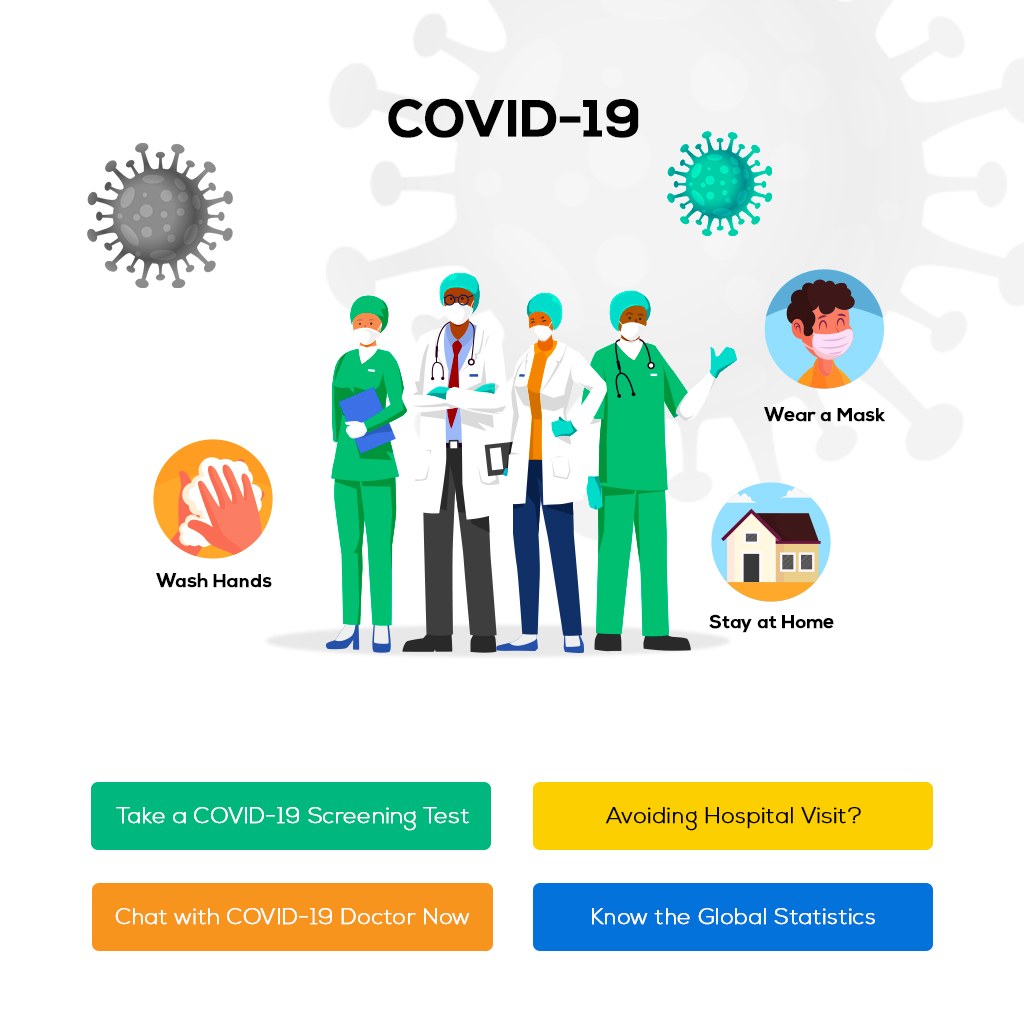 COVID-19
Wear a Mask
Wash Hands
Stay at Home
Take a COVID-19 Screening Test
Avoiding Hospital Visit?
Chat with COVID-19 Doctor Now
Know the Global Statistics